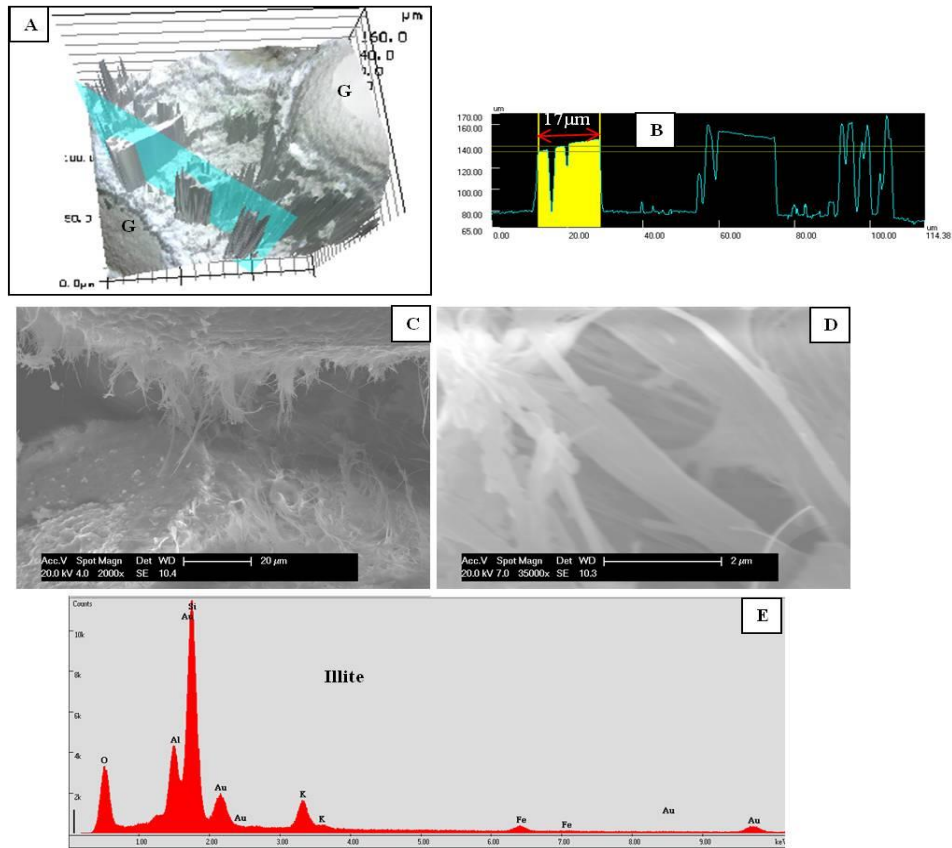 A
µm
160.0
40.0
G
100.0
50.0
G
0.0µm
B
um
170.00
17µm
160.00
140.00
120.00
100.00
80.00
65.00
0.00 20.00 40.00 60.00 80.00 100.00 114.38
um
C
Acc.V Spot Magn Det WD 20 µm
20.0 kV 4.0 2000x SE 10.4
D
Acc.V Spot Magn Det WD 2 µm
20.0 kV 7.0 35000x SE 10.3
E
Counts
Si
Au
10k
8k
Illite
6k
4k
Al
O
2k
Au
K
Au
Au
K
Fe
Fe
Au
1.00 2.00 3.00 4.00 5.00 6.00 7.00 8.00 9.00 keV